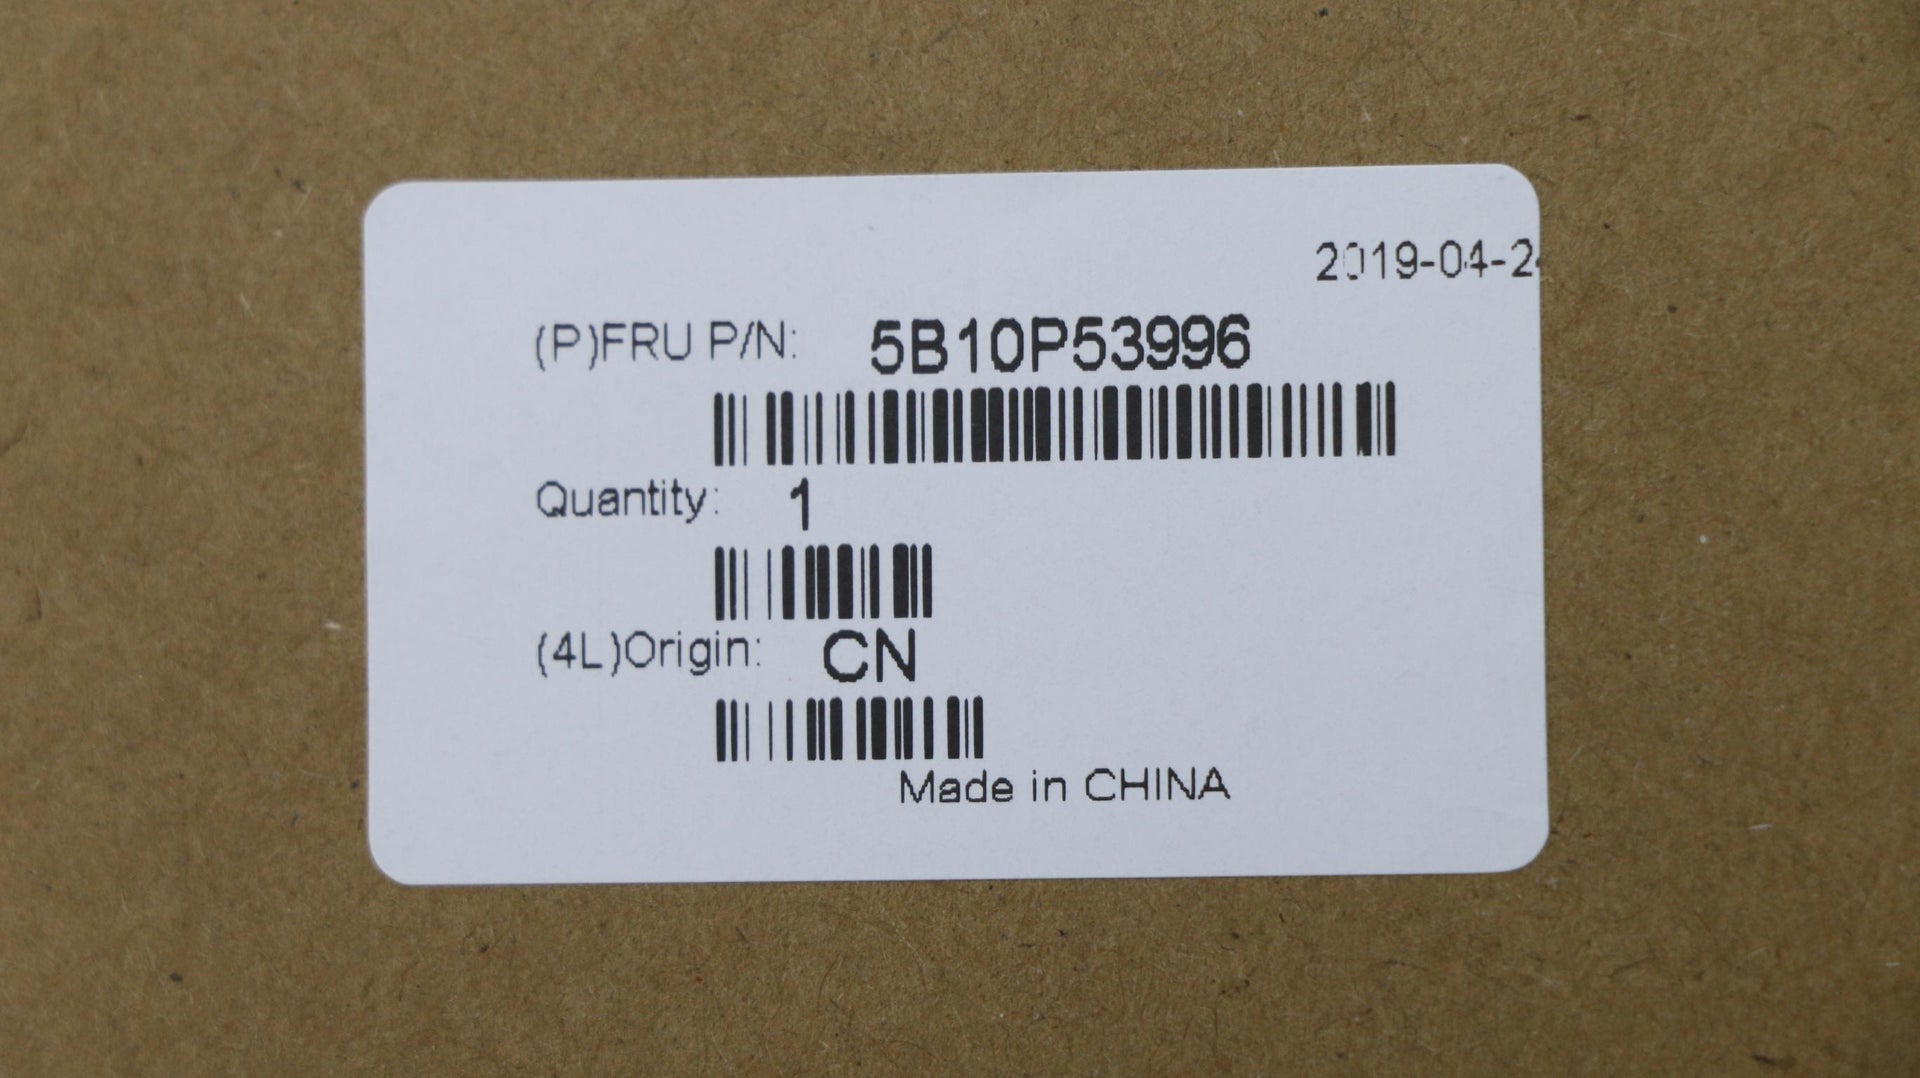 2019-04-2
(P)FRU P/N: 5B10P53996
Quantity: 1
(4L)Origin: CN
Made in CHINA